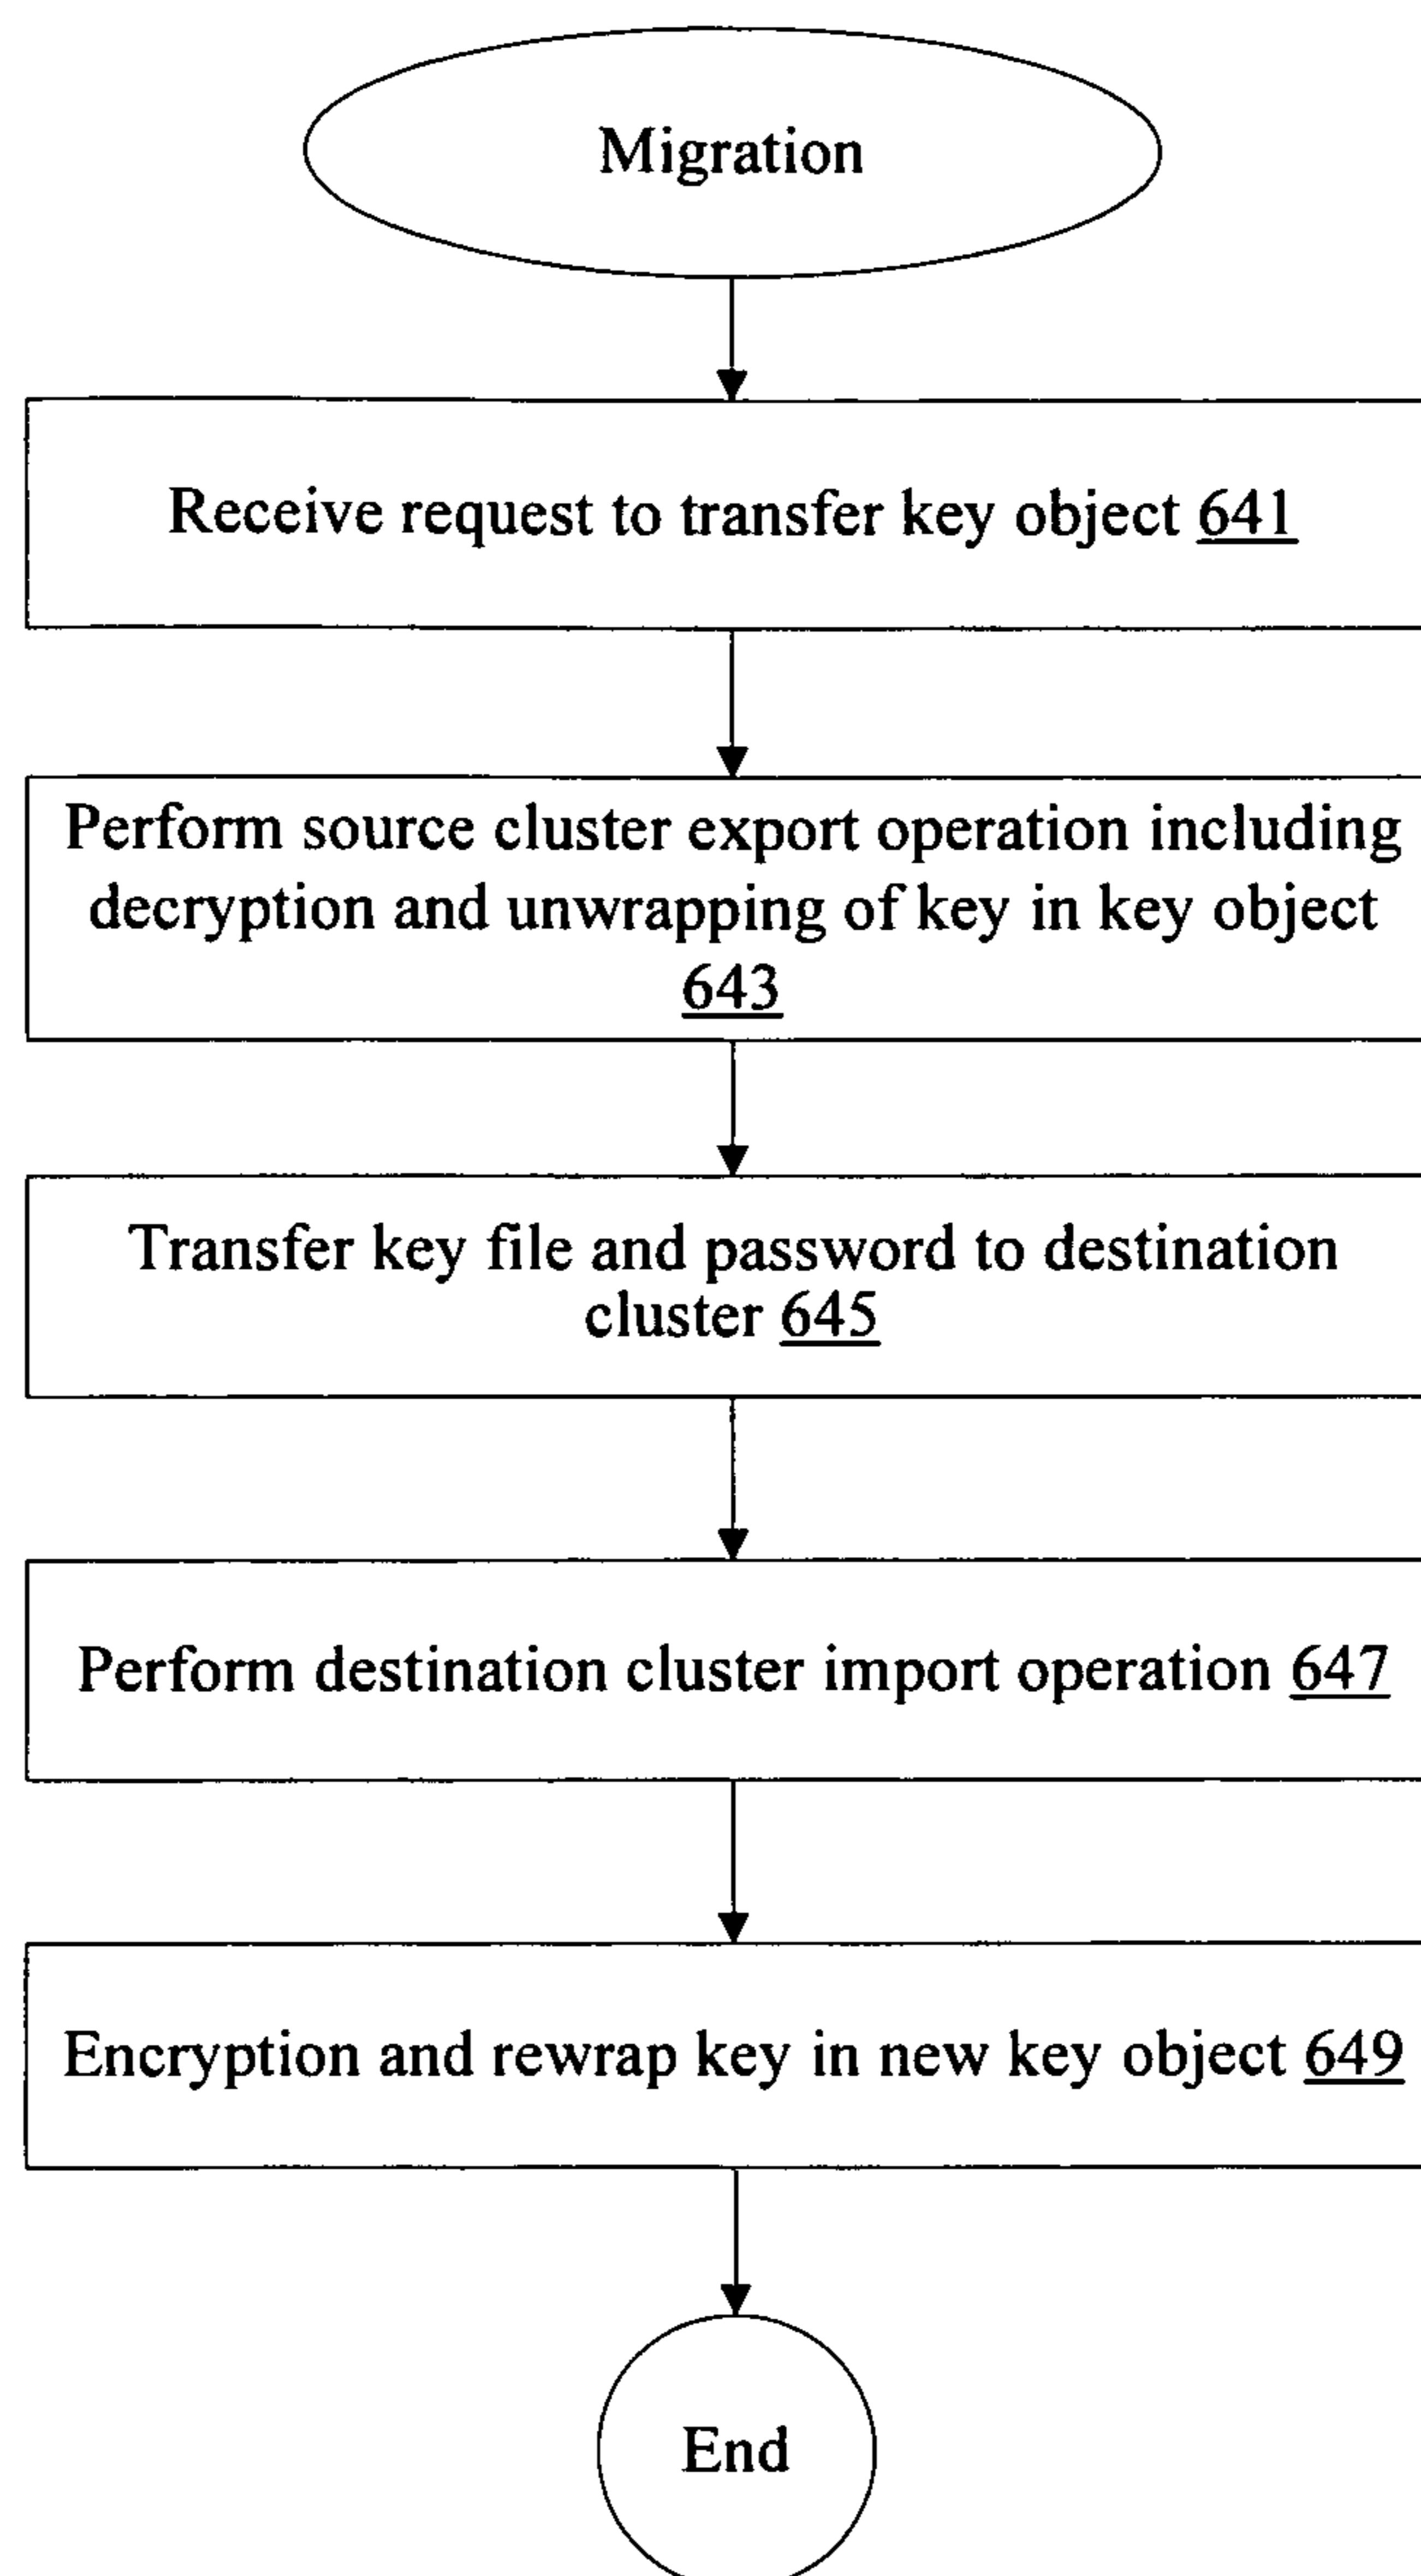 Migration
Receive request to transfer key object 641
Perform source cluster export operation including
decryption and unwrapping of key in key object
643
Transfer key file and password to destination
cluster 645
Perform destination cluster import operation 647
Encryption and rewrap key in new key object 649
End